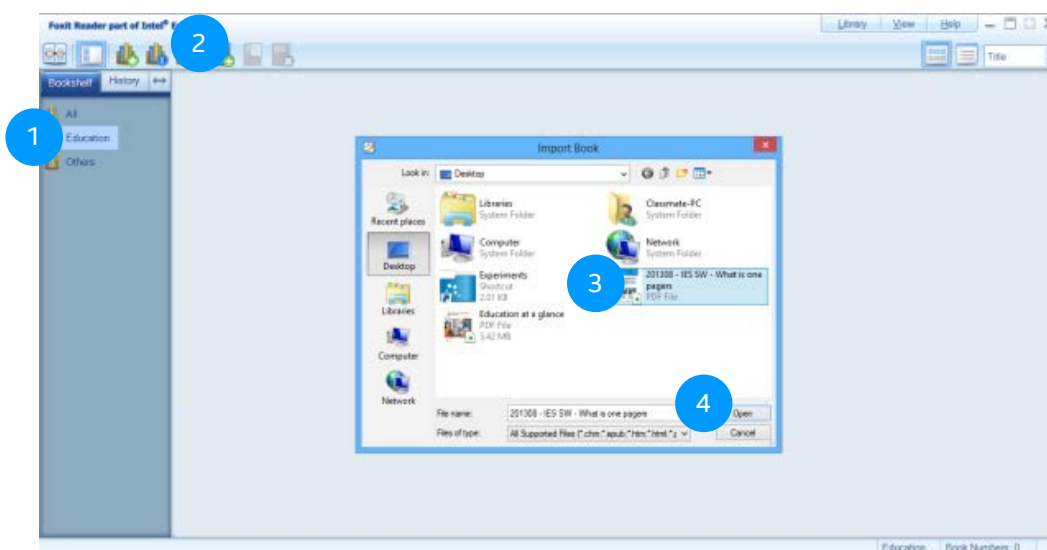 Foxit Reader part of Intel®
Library View Help
2
Title
Bookshelf History
All
1
Education
Others
Import Book
Look in: Desktop
Recent places
Desktop
Libraries
Computer
Network
Libraries
System Folder
Classmate-PC
System Folder
Computer
System Folder
Network
System Folder
Experiments
Shortcut
2.01 KB
3
201308 - IES SW - What is one
pagers
PDF File
Education at a glance
PDF File
5.42 MB
4
File name: 201308 - IES SW - What is one pagers Open
Files of type: All Supported Files (*.chm;*.epub;*.htm;*.html;*.j Cancel
Education Book Numbers: 0